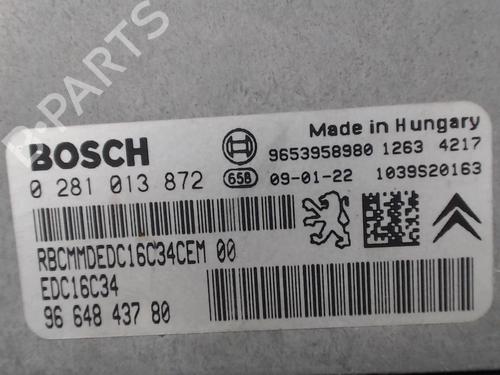 BOSCH
Made in Hungary
9653958980 1263 4217
0 281 013 872 658 09-01-22 1039S20163
RBCMMDEDC16C34CEM 00
EDC16C34
96 648 437 80
B-PARTS